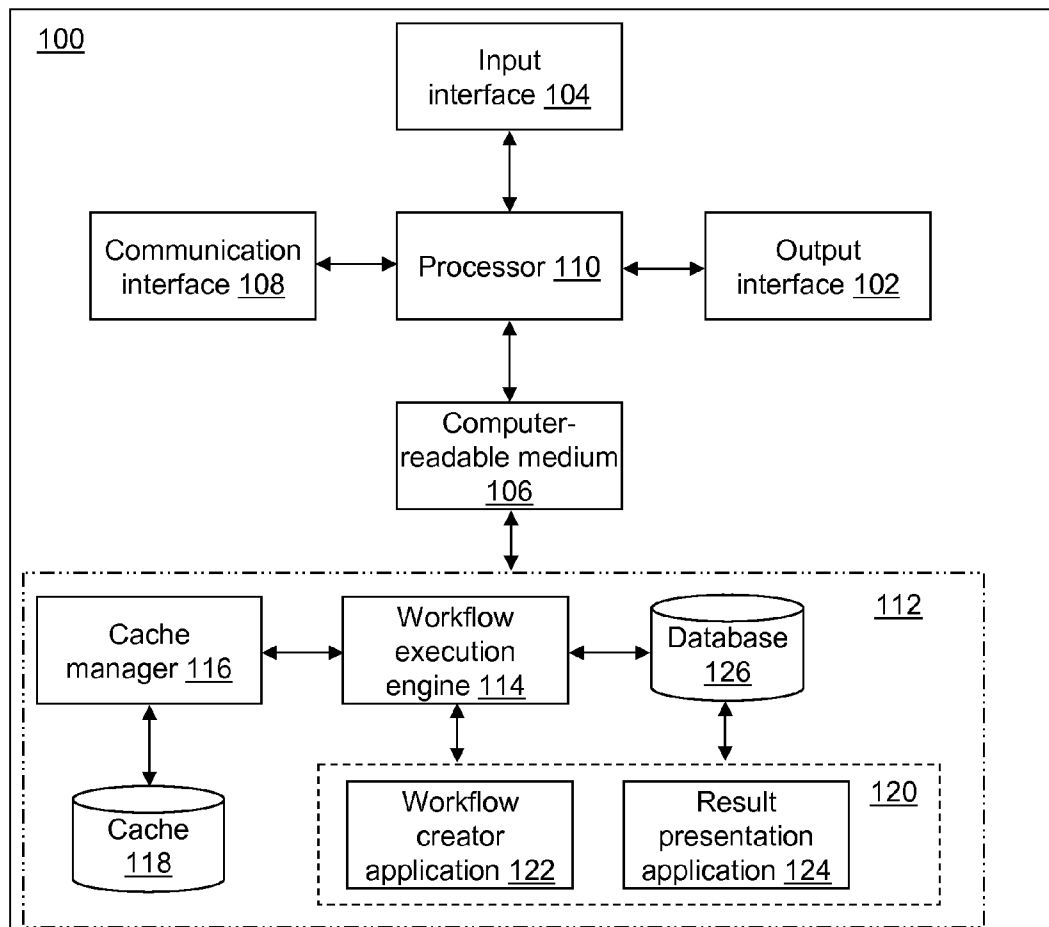 100
Input
interface 104
Communication
interface 108
Processor 110
Output
interface 102
Computer-
readable medium
106
112
Cache
manager 116
Workflow
execution
engine 114
Database
126
Cache
118
120
Workflow
creator
application 122
Result
presentation
application 124